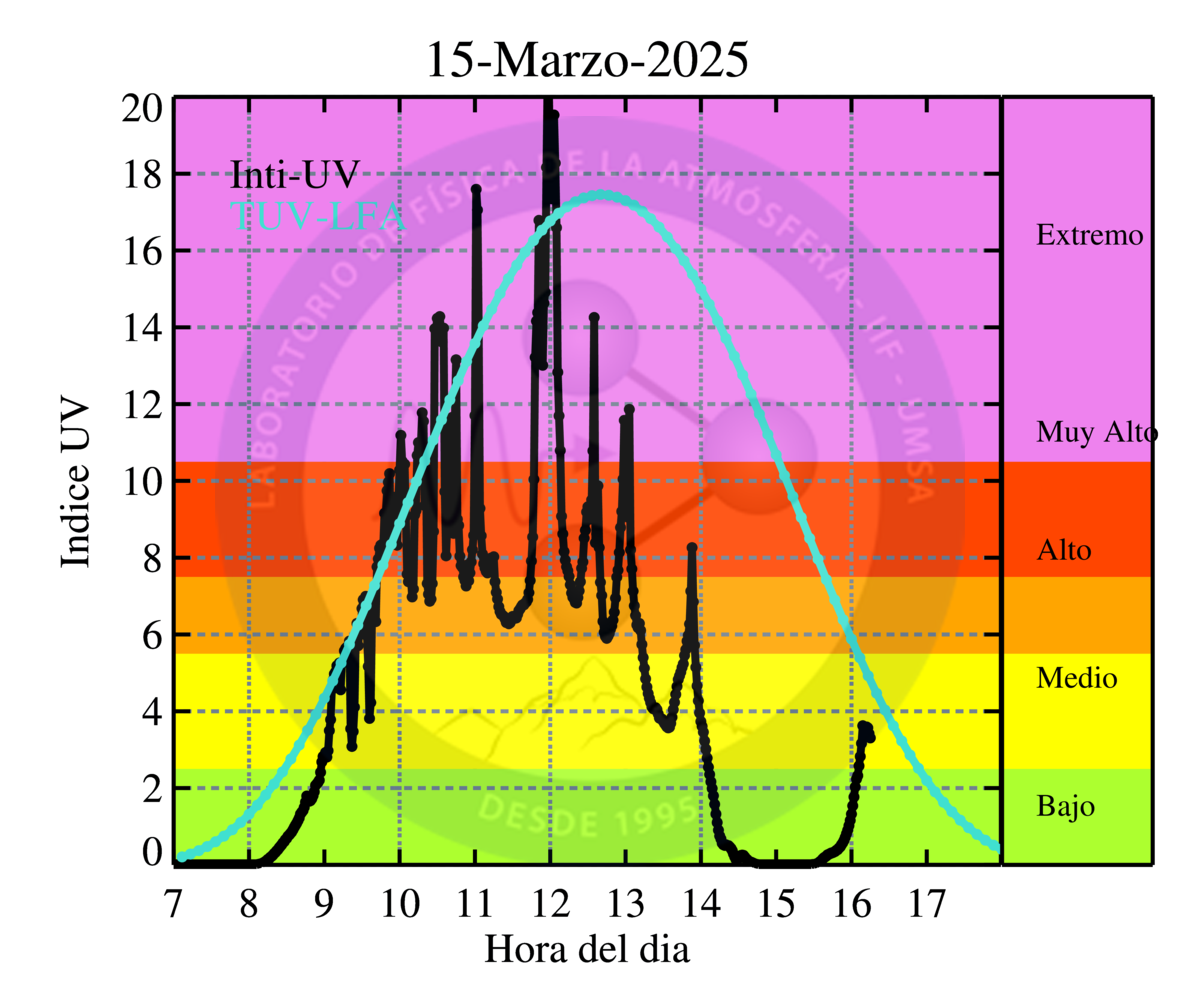 15-Marzo-2025
Inti-UV
TUV-LFA
Indice UV
20
18
16
14
12
10
8
6
4
2
0
7 8 9 10 11 12 13 14 15 16 17
Hora del dia
Extremo
Muy Alto
Alto
Medio
Bajo
LABORATORIO DE FÍSICA DE LA ATMÓSFERA - IIF - UMSA
DESDE 1995